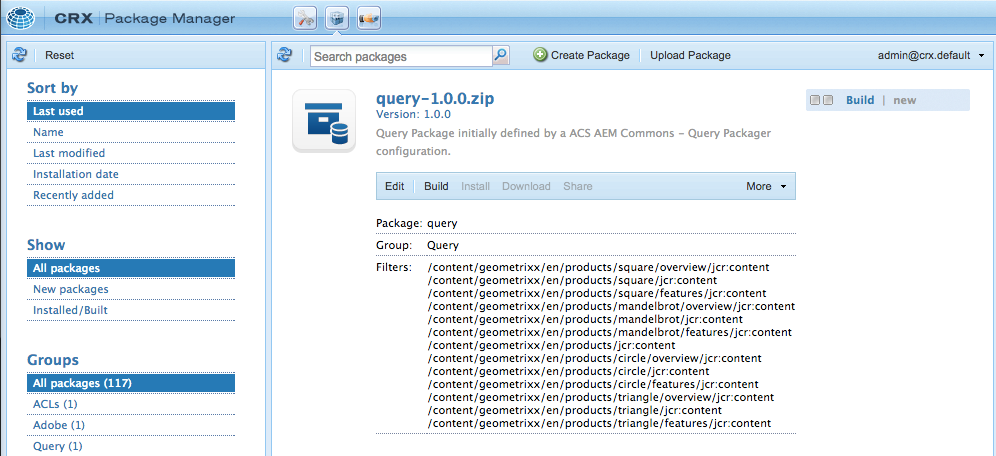 CRX | Package Manager
Reset
Sort by
Last used
Name
Last modified
Installation date
Recently added
Show
All packages
New packages
Installed/Built
Groups
All packages (117)
ACLs (1)
Adobe (1)
Query (1)
Search packages
Create Package
Upload Package
admin@crx.default
query-1.0.0.zip
Version: 1.0.0
Query Package initially defined by a ACS AEM Commons - Query Packager
configuration.
Build | new
Edit Build Install Download Share More
Package: query
Group: Query
Filters: /content/geometrixx/en/products/square/overview/jcr:content
/content/geometrixx/en/products/square/jcr:content
/content/geometrixx/en/products/square/features/jcr:content
/content/geometrixx/en/products/mandelbrot/overview/jcr:content
/content/geometrixx/en/products/mandelbrot/jcr:content
/content/geometrixx/en/products/mandelbrot/features/jcr:content
/content/geometrixx/en/products/jcr:content
/content/geometrixx/en/products/circle/overview/jcr:content
/content/geometrixx/en/products/circle/jcr:content
/content/geometrixx/en/products/circle/features/jcr:content
/content/geometrixx/en/products/triangle/overview/jcr:content
/content/geometrixx/en/products/triangle/jcr:content
/content/geometrixx/en/products/triangle/features/jcr:content